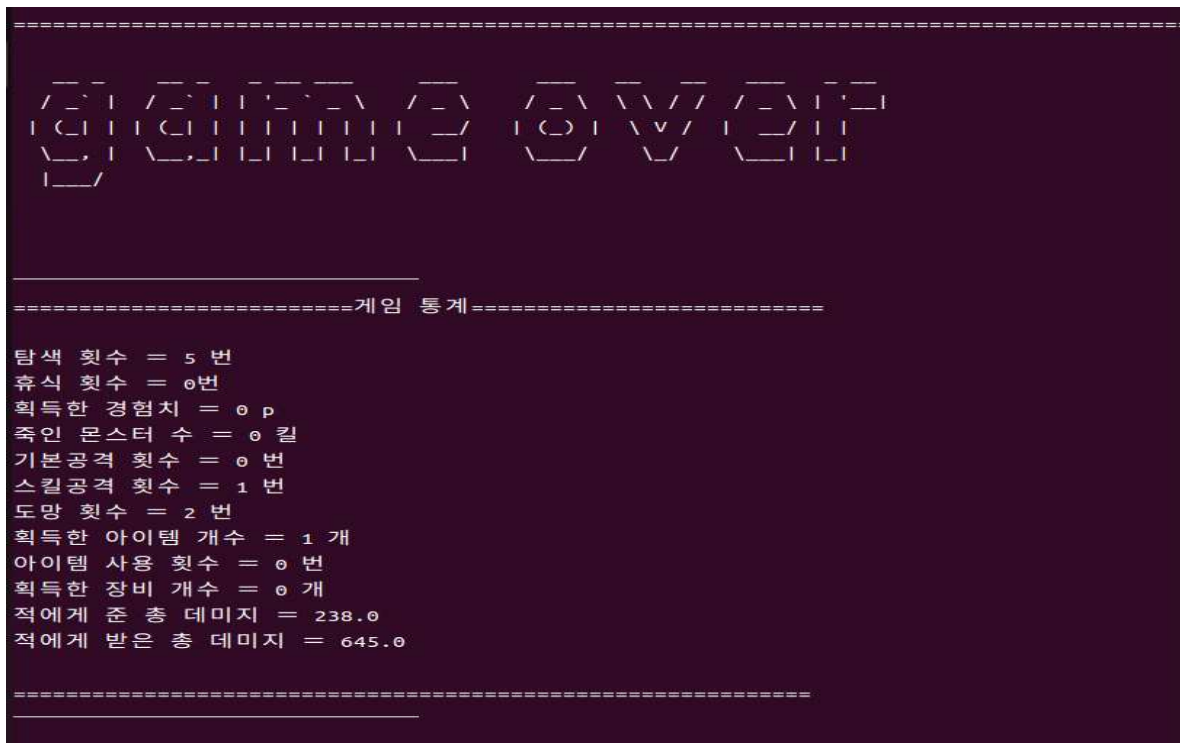 game over
==========================게임 통계===========================
탐색 횟수 = 5 번
휴식 횟수 = 0번
획득한 경험치 = 0 p
죽인 몬스터 수 = 0 킬
기본공격 횟수 = 0 번
스킬공격 횟수 = 1 번
도망 횟수 = 2 번
획득한 아이템 개수 = 1 개
아이템 사용 횟수 = 0 번
획득한 장비 개수 = 0 개
적에게 준 총 데미지 = 238.0
적에게 받은 총 데미지 = 645.0